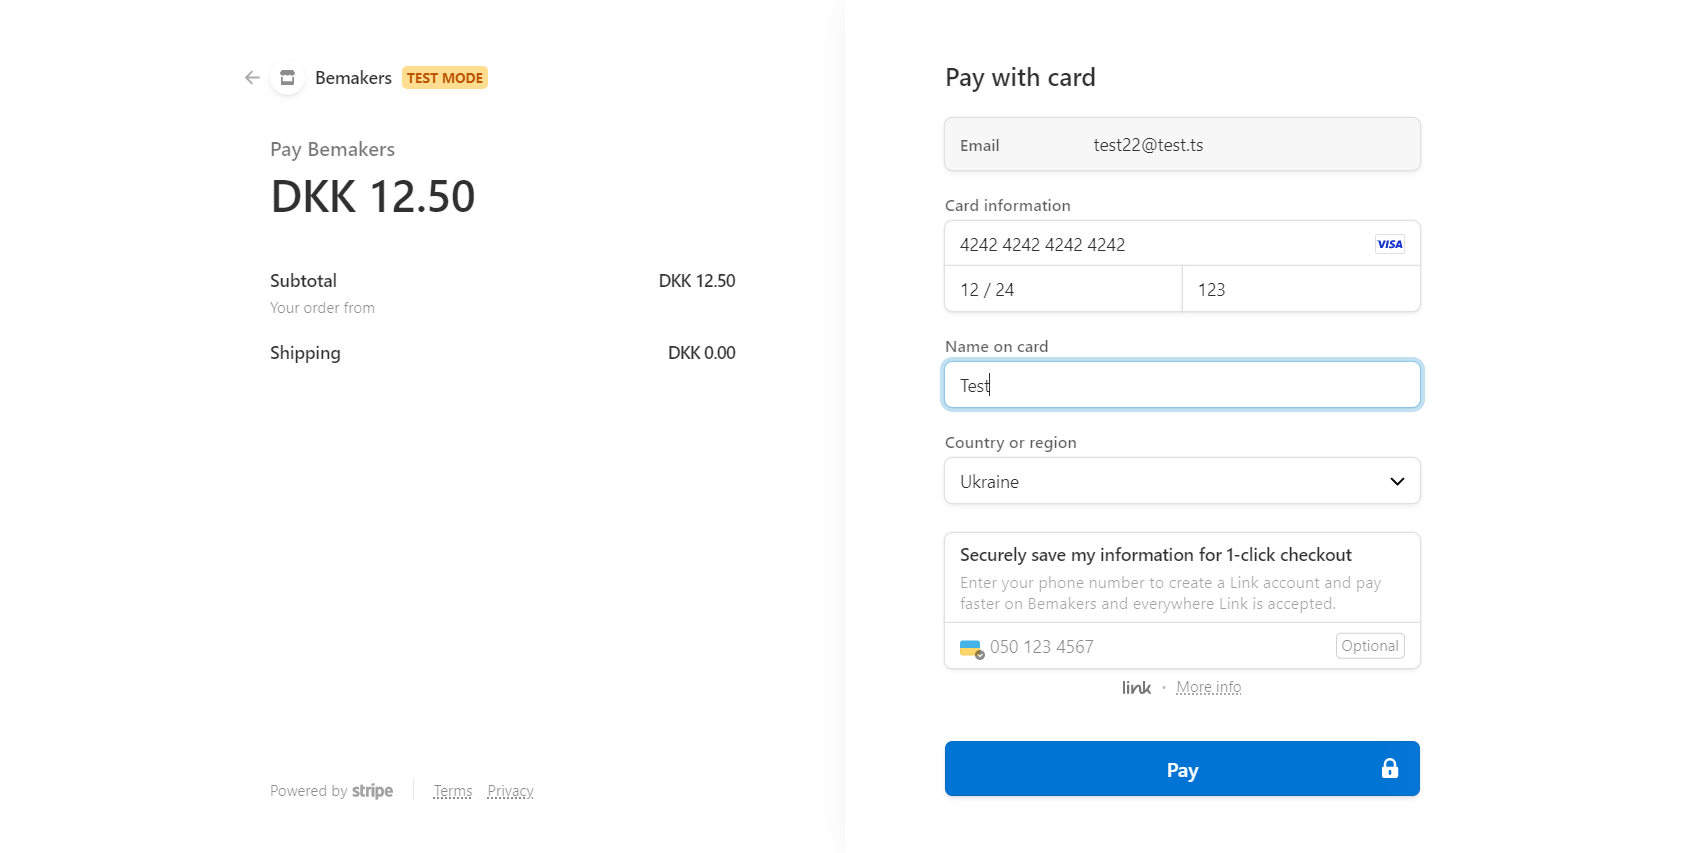 Bemakers TEST MODE
Pay Bemakers
DKK 12.50
Subtotal DKK 12.50
Your order from
Shipping DKK 0.00
Powered by stripe Terms Privacy
Pay with card
Email test22@test.ts
Card information
4242 4242 4242 4242 VISA
12 / 24 123
Name on card
Test
Country or region
Ukraine
Securely save my information for 1-click checkout
Enter your phone number to create a Link account and pay
faster on Bemakers and everywhere Link is accepted.
050 123 4567 Optional
link · More info
Pay